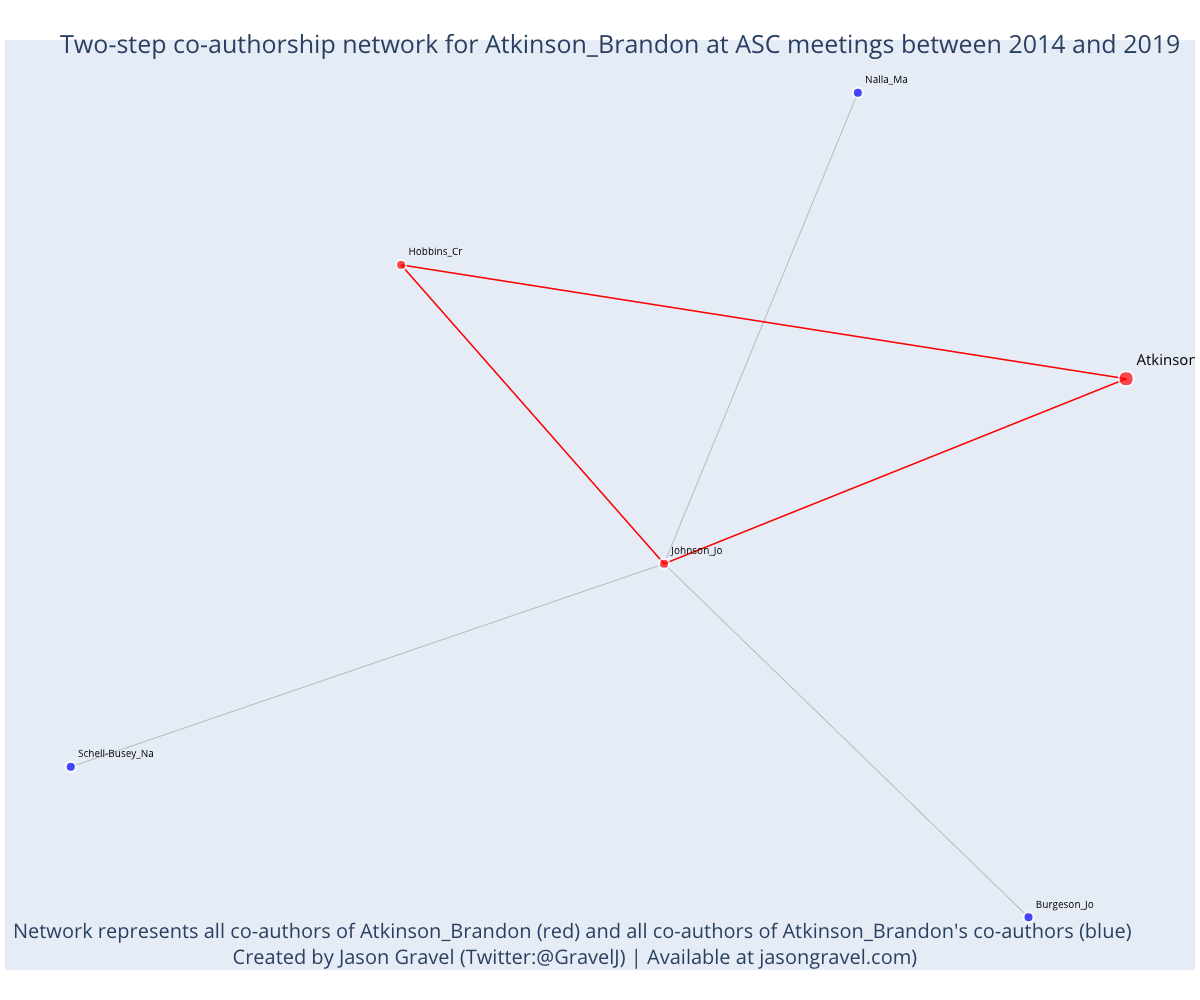 Two-step co-authorship network for Atkinson_Brandon at ASC meetings between 2014 and 2019
Nalla_Ma
Hobbins_Cr
Atkinson
Johnson_Jo
Schell-Busey_Na
Burgeson_Jo
Network represents all co-authors of Atkinson_Brandon (red) and all co-authors of Atkinson_Brandon's co-authors (blue)
Created by Jason Gravel (Twitter:@GravelJ) | Available at jasongravel.com)